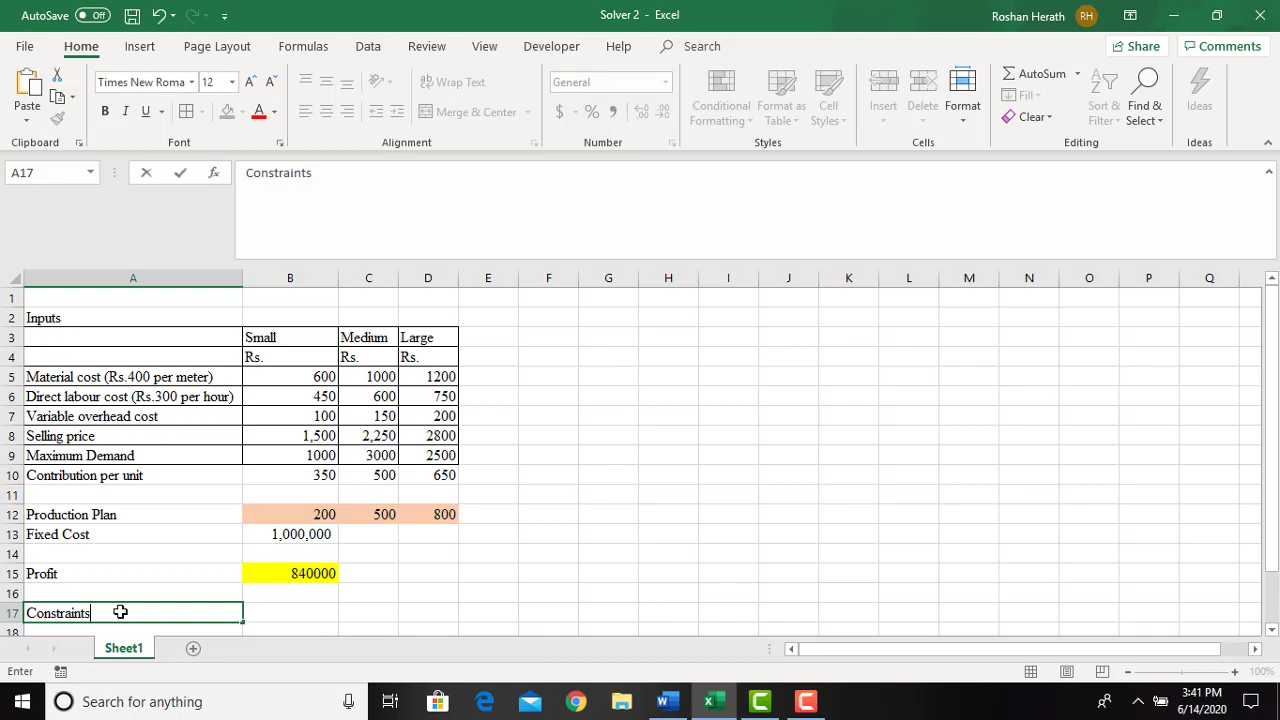 AutoSave Off Solver 2 - Excel Roshan Herath RH
File Home Insert Page Layout Formulas Data Review View Developer Help Search Share Comments
Times New Roma 12 Wrap Text General AutoSum
Paste Merge & Center Conditional Formatting Format as Table Cell Styles Insert Delete Format Fill Clear Sort & Filter Find & Select Ideas
Clipboard Font Alignment Number Styles Cells Editing Ideas
A17 fx Constraints
A B C D E F G H I J K L M N O P Q
1
2 Inputs
3 Small Medium Large
4 Rs. Rs. Rs.
5 Material cost (Rs.400 per meter) 600 1000 1200
6 Direct labour cost (Rs.300 per hour) 450 600 750
7 Variable overhead cost 100 150 200
8 Selling price 1,500 2,250 2800
9 Maximum Demand 1000 3000 2500
10 Contribution per unit 350 500 650
11
12 Production Plan 200 500 800
13 Fixed Cost 1,000,000
14
15 Profit 840000
16
17 Constraints
18
Sheet1
Enter 100%
Search for anything 3:41 PM
6/14/2020